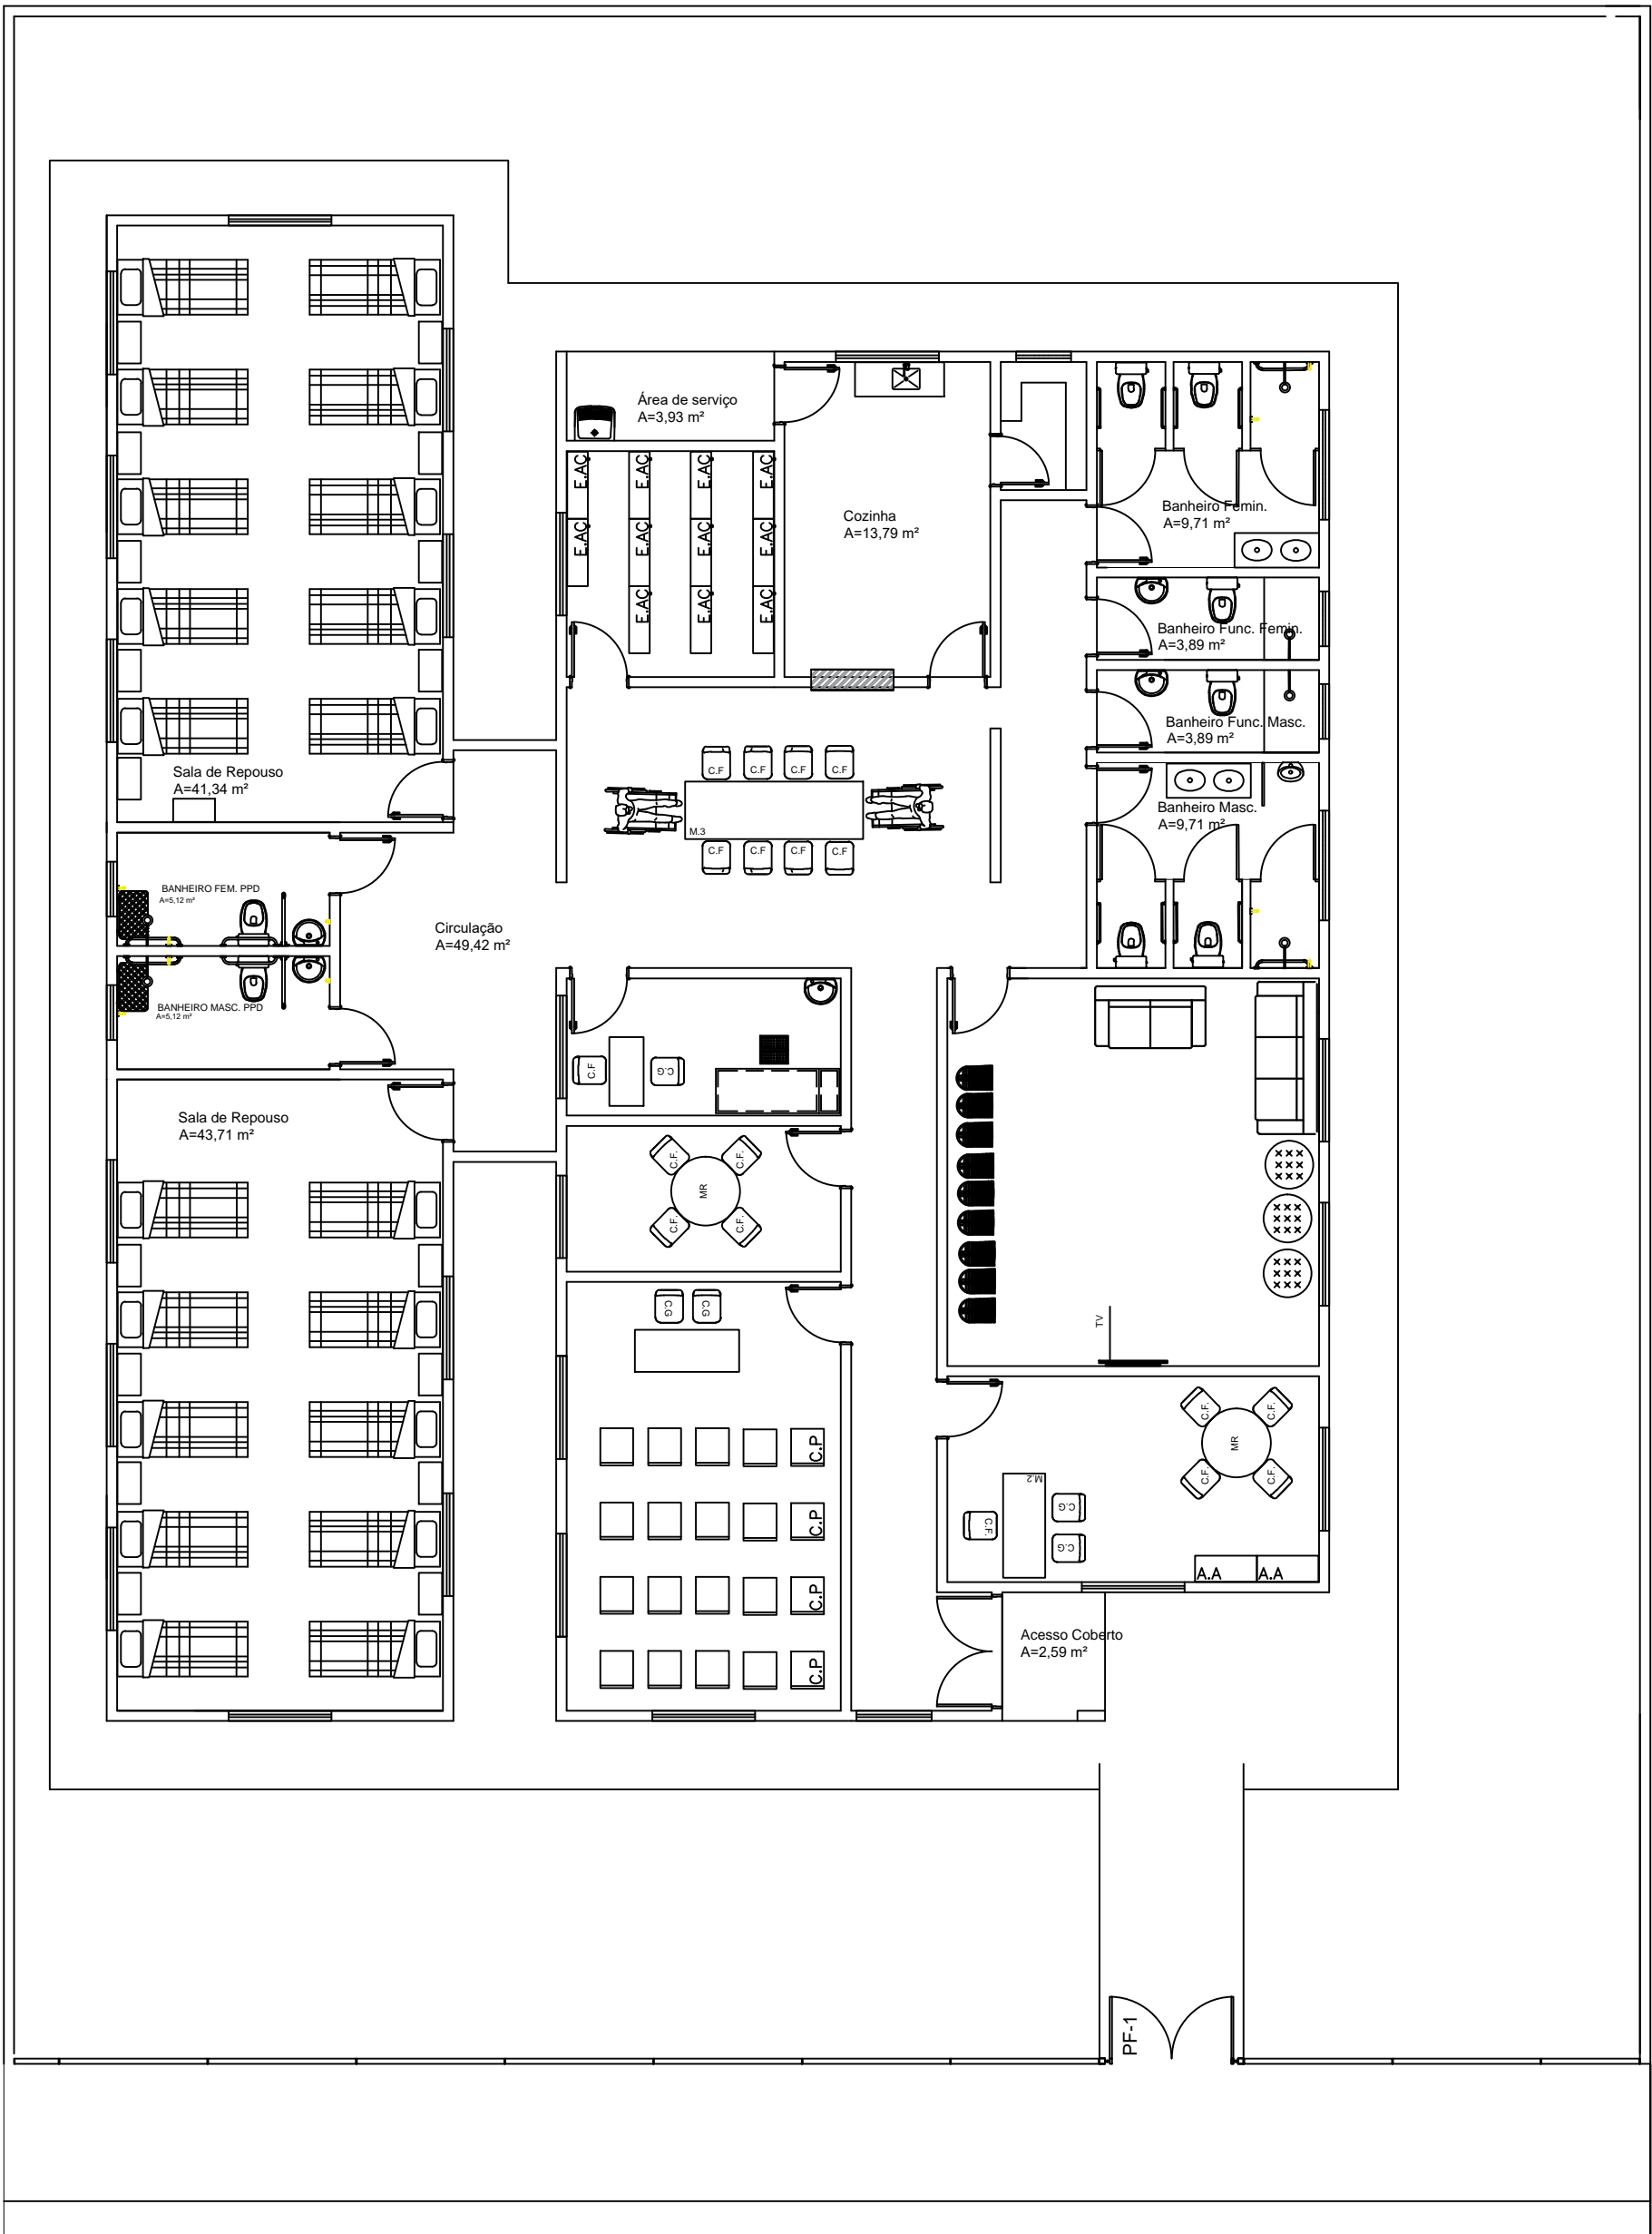 Área de serviço
A=3,93 m²
E.AC E.AC E.AC E.AC
E.AC E.AC E.AC E.AC
E.AC E.AC E.AC
Cozinha
A=13,79 m²
Banheiro Femin.
A=9,71 m²
Banheiro Func. Femin.
A=3,89 m²
Banheiro Func. Masc.
A=3,89 m²
Banheiro Masc.
A=9,71 m²
Sala de Repouso
A=41,34 m²
C.F C.F C.F C.F
M.3
C.F C.F C.F C.F
BANHEIRO FEM. PPD
A=5,12 m²
Circulação
A=49,42 m²
BANHEIRO MASC. PPD
A=5,12 m²
C.F C.G
Sala de Repouso
A=43,71 m²
C.F. C.F.
MR
C.F. C.F.
C.G C.G
TV
C.F. C.F.
MR
C.F. C.F.
M.2
C.G
C.F.
C.G
A.A A.A
C.P
C.P
C.P
C.P
Acesso Coberto
A=2,59 m²
PF-1